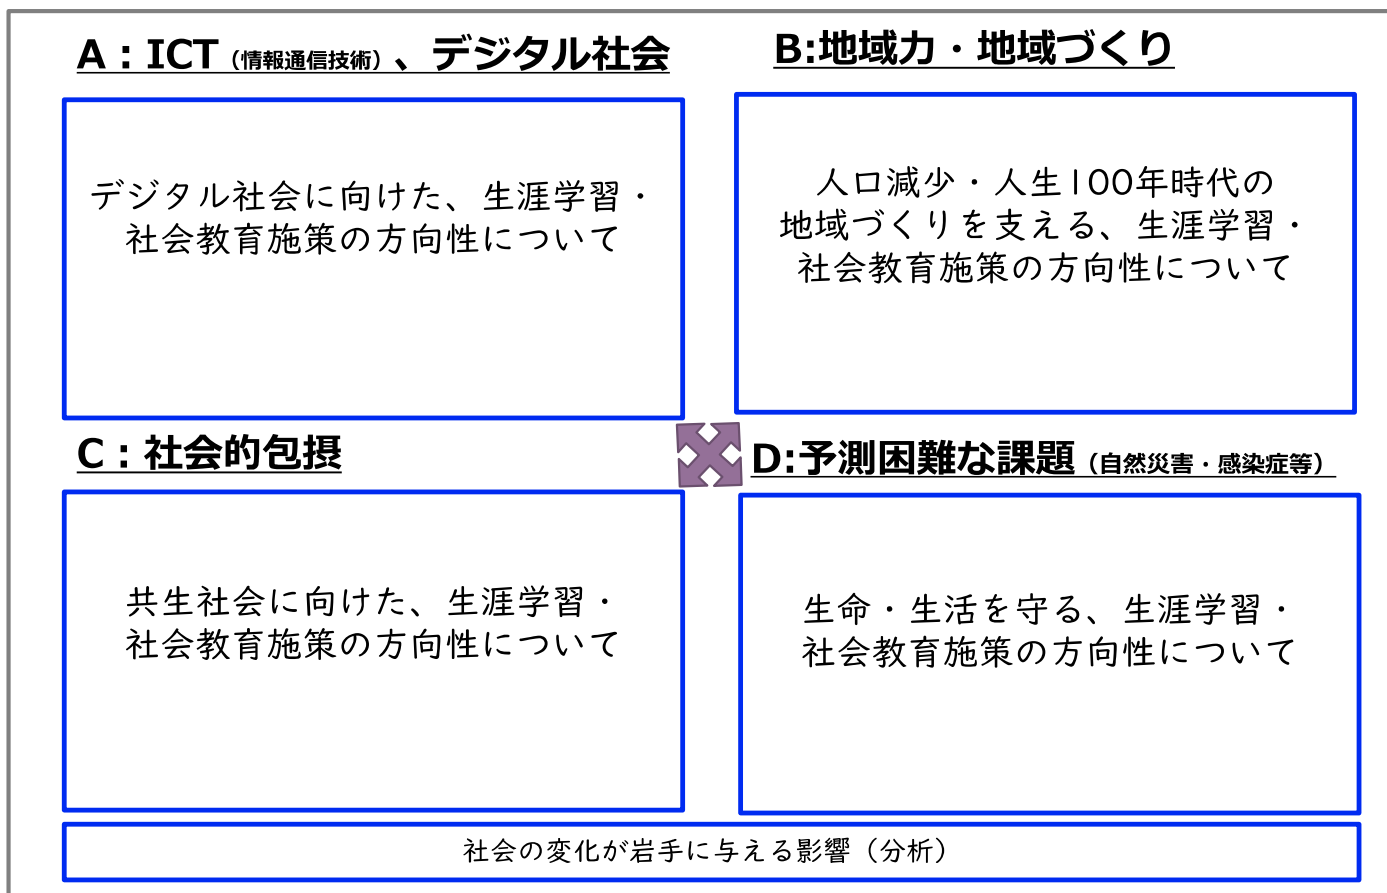 A：ICT（情報通信技術）、デジタル社会
デジタル社会に向けた、生涯学習・
社会教育施策の方向性について
B:地域力・地域づくり
人口減少・人生100年時代の
地域づくりを支える、生涯学習・
社会教育施策の方向性について
C：社会的包摂
共生社会に向けた、生涯学習・
社会教育施策の方向性について
D:予測困難な課題（自然災害・感染症等）
生命・生活を守る、生涯学習・
社会教育施策の方向性について
社会の変化が岩手に与える影響（分析）